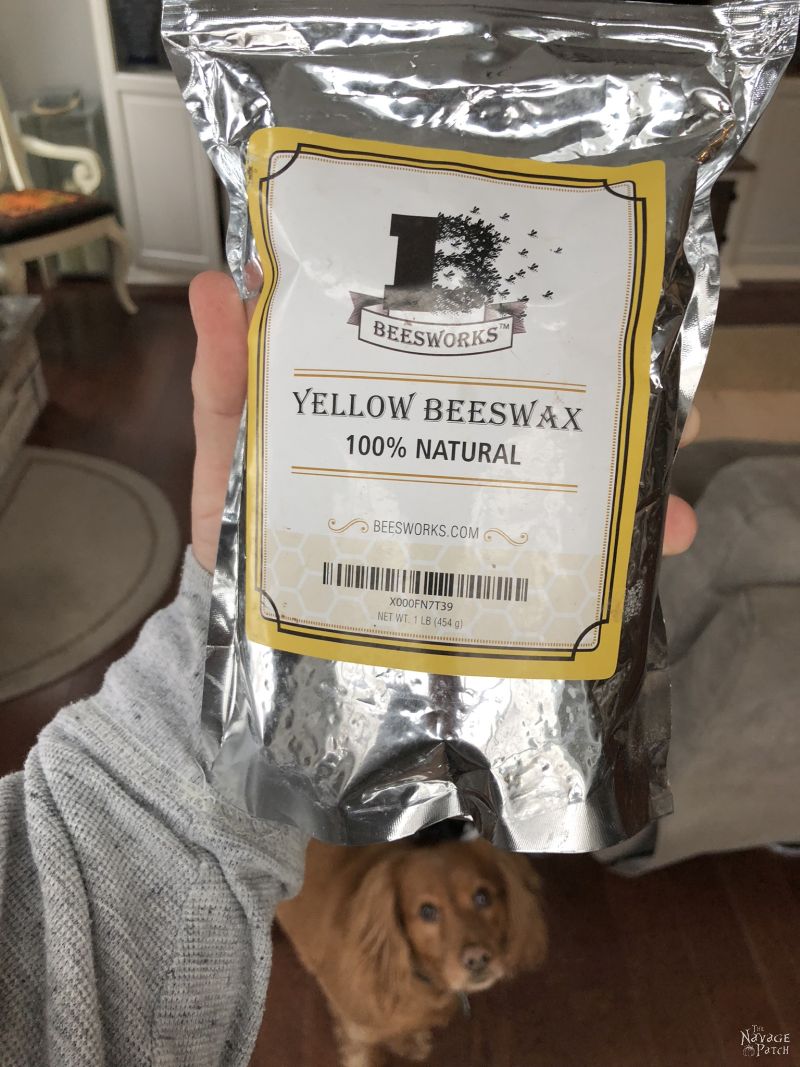 B
BEESWORKS™
YELLOW BEESWAX
100% NATURAL
BEESWORKS.COM
X000FN7T39
NET WT. 1 LB (454 g)
THE
NAVAGE
PATCH